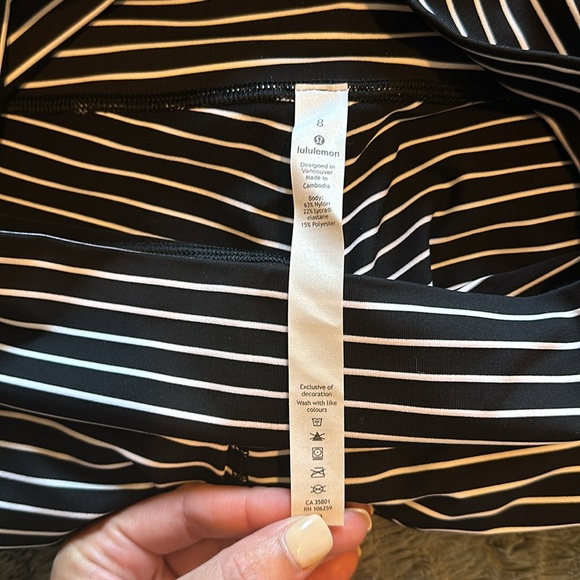 8
lululemon
Designed in
Vancouver
Made in
Cambodia
Body:
63% Nylon
22% Lycra®
elastane
15% Polyester
Exclusive of
decoration
Wash with like
colours
CA 35801
RN 106259